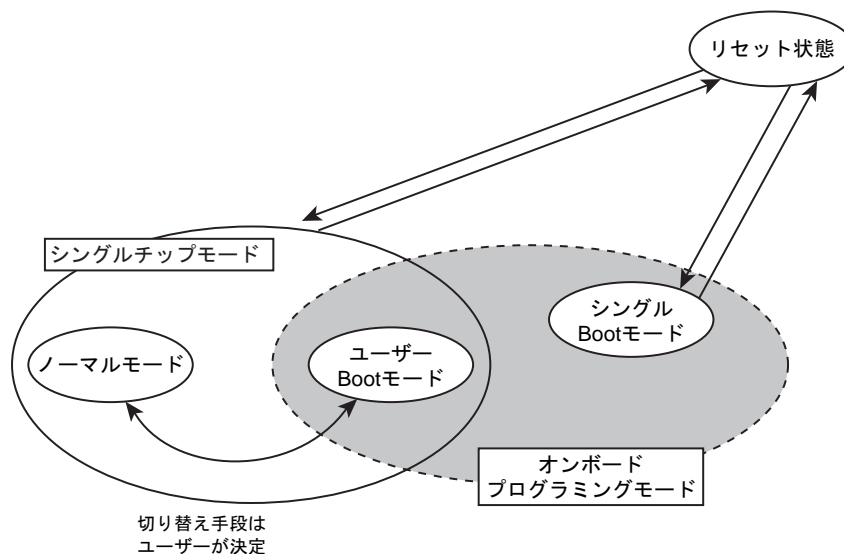 リセット状態
シングルチップモード
シングル
Bootモード
ノーマルモード
ユーザー
Bootモード
オンボード
プログラミングモード
切り替え手段は
ユーザーが決定